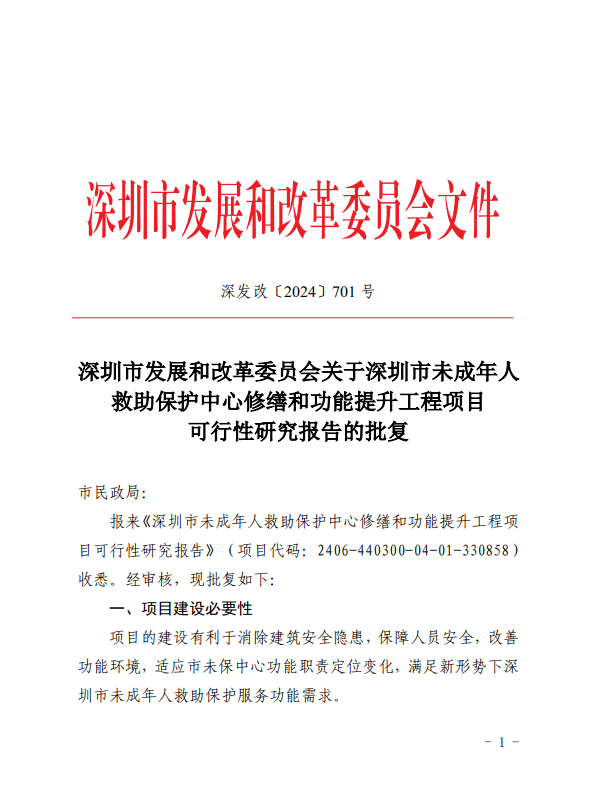 深圳市发展和改革委员会文件
深发改〔2024〕701 号
深圳市发展和改革委员会关于深圳市未成年人
救助保护中心修缮和功能提升工程项目
可行性研究报告的批复
市民政局：
报来《深圳市未成年人救助保护中心修缮和功能提升工程项
目可行性研究报告》（项目代码：2406-440300-04-01-330858）
收悉。经审核，现批复如下：
一、项目建设必要性
项目的建设有利于消除建筑安全隐患，保障人员安全，改善
功能环境，适应市未保中心功能职责定位变化，满足新形势下深
圳市未成年人救助保护服务功能需求。
- 1 -